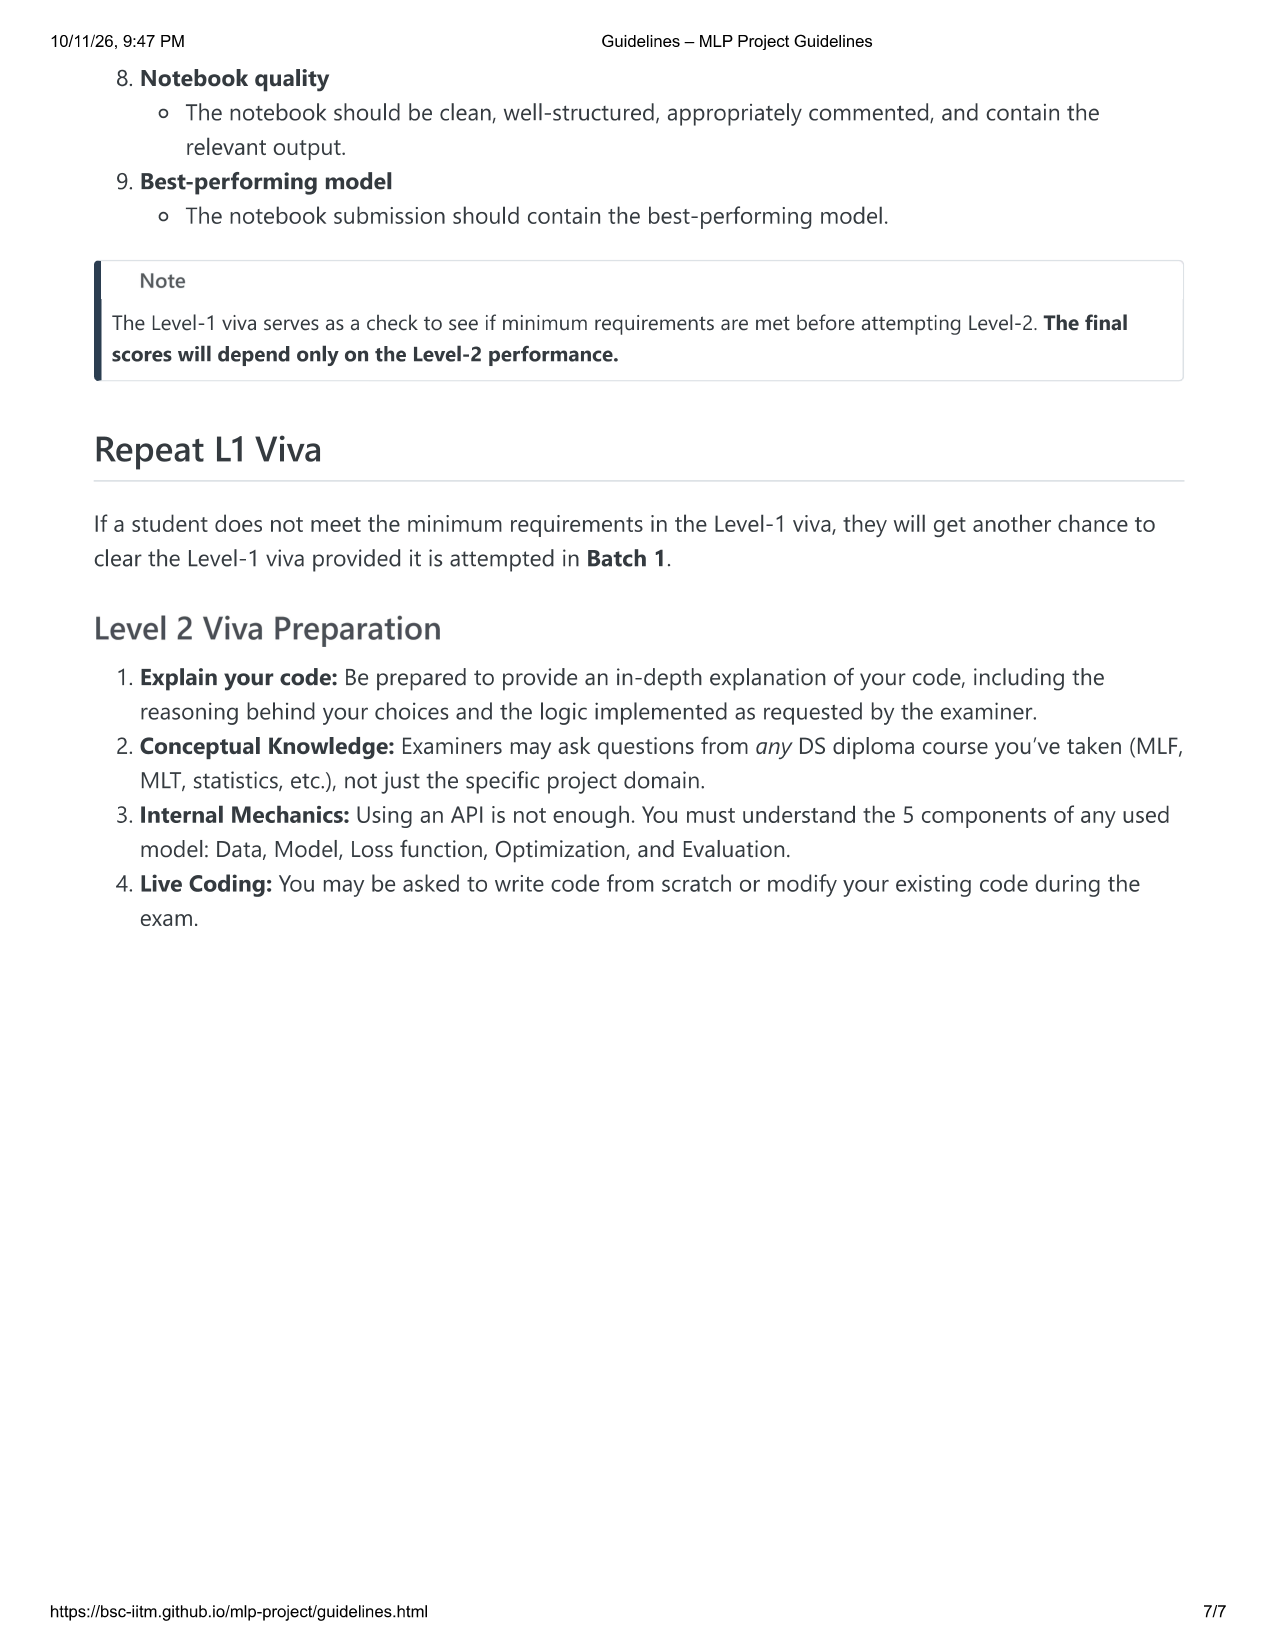 10/11/26, 9:47 PM Guidelines – MLP Project Guidelines
8. Notebook quality
The notebook should be clean, well-structured, appropriately commented, and contain the
relevant output.
9. Best-performing model
The notebook submission should contain the best-performing model.
Note
The Level-1 viva serves as a check to see if minimum requirements are met before attempting Level-2. The final
scores will depend only on the Level-2 performance.
Repeat L1 Viva
If a student does not meet the minimum requirements in the Level-1 viva, they will get another chance to
clear the Level-1 viva provided it is attempted in Batch 1.
Level 2 Viva Preparation
1. Explain your code: Be prepared to provide an in-depth explanation of your code, including the
reasoning behind your choices and the logic implemented as requested by the examiner.
2. Conceptual Knowledge: Examiners may ask questions from any DS diploma course you’ve taken (MLF,
MLT, statistics, etc.), not just the specific project domain.
3. Internal Mechanics: Using an API is not enough. You must understand the 5 components of any used
model: Data, Model, Loss function, Optimization, and Evaluation.
4. Live Coding: You may be asked to write code from scratch or modify your existing code during the
exam.
https://bsc-iitm.github.io/mlp-project/guidelines.html 7/7